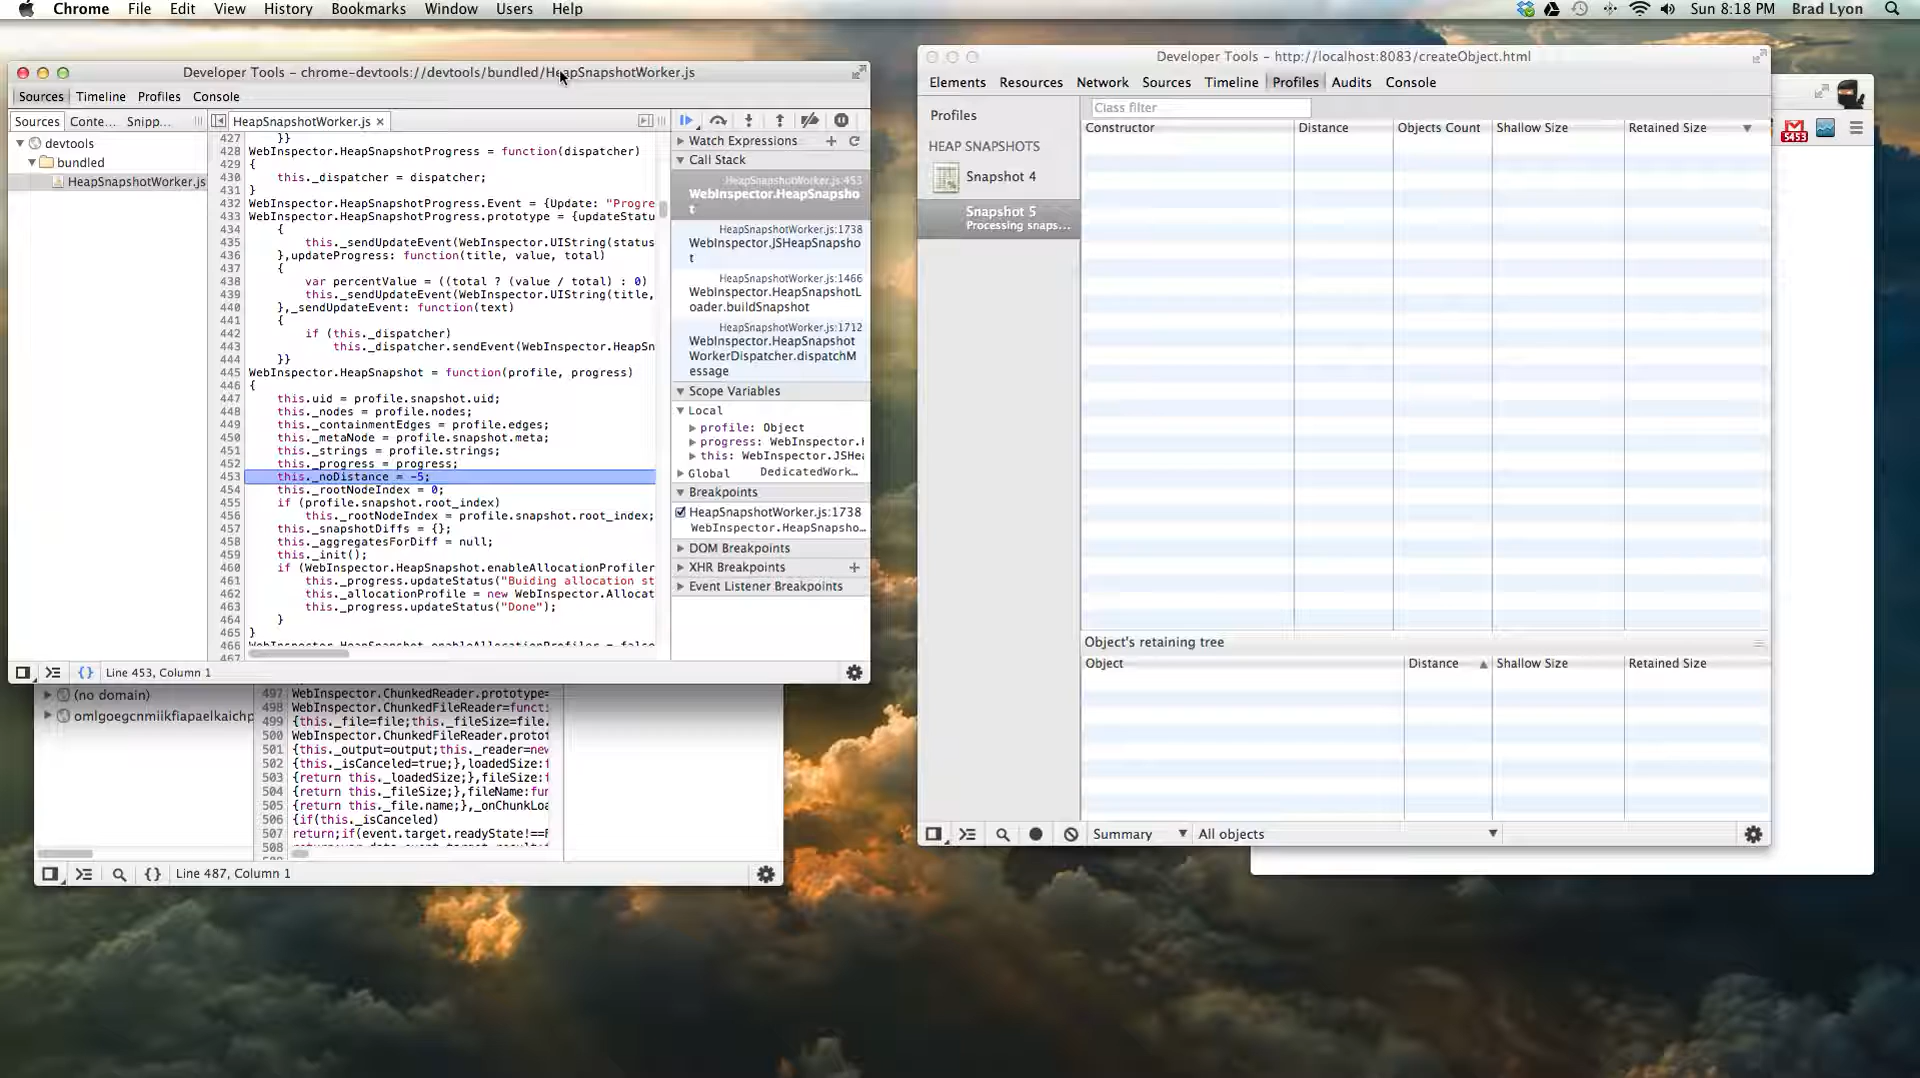 Chrome File Edit View History Bookmarks Window Users Help
Sun 8:18 PM Brad Lyon
Developer Tools - chrome-devtools://devtools/bundled/HeapSnapshotWorker.js
Sources Timeline Profiles Console
Sources Conte... Snipp...
devtools
bundled
HeapSnapshotWorker.js
HeapSnapshotWorker.js ×
427 }}
428 WebInspector.HeapSnapshotProgress = function(dispatcher)
429 {
430 this._dispatcher = dispatcher;
431 }
432 WebInspector.HeapSnapshotProgress.Event = {Update: "Progre
433 WebInspector.HeapSnapshotProgress.prototype = {updateStatu
434 {
435 this._sendUpdateEvent(WebInspector.UIString(status
436 },updateProgress: function(title, value, total)
437 {
438 var percentValue = ((total ? (value / total) : 0)
439 this._sendUpdateEvent(WebInspector.UIString(title,
440 },_sendUpdateEvent: function(text)
441 {
442 if (this._dispatcher)
443 this._dispatcher.sendEvent(WebInspector.HeapSn
444 }}
445 WebInspector.HeapSnapshot = function(profile, progress)
446 {
447 this.uid = profile.snapshot.uid;
448 this._nodes = profile.nodes;
449 this._containmentEdges = profile.edges;
450 this._metaNode = profile.snapshot.meta;
451 this._strings = profile.strings;
452 this._progress = progress;
453 this._noDistance = -5;
454 this._rootNodeIndex = 0;
455 if (profile.snapshot.root_index)
456 this._rootNodeIndex = profile.snapshot.root_index;
457 this._snapshotDiffs = {};
458 this._aggregatesForDiff = null;
459 this._init();
460 if (WebInspector.HeapSnapshot.enableAllocationProfiler
461 this._progress.updateStatus("Buiding allocation st
462 this._allocationProfile = new WebInspector.Allocat
463 this._progress.updateStatus("Done");
464 }
465 }
466 WebInspector.HeapSnapshot.enableAllocationProfiler = false
467
{} Line 453, Column 1
Watch Expressions
Call Stack
HeapSnapshotWorker.js:453
WebInspector.HeapSnapsho
t
HeapSnapshotWorker.js:1738
WebInspector.JSHeapSnapsho
t
HeapSnapshotWorker.js:1466
WebInspector.HeapSnapshotL
oader.buildSnapshot
HeapSnapshotWorker.js:1712
WebInspector.HeapSnapshot
WorkerDispatcher.dispatchM
essage
Scope Variables
Local
profile: Object
progress: WebInspector.H
this: WebInspector.JSHea
Global DedicatedWork...
Breakpoints
HeapSnapshotWorker.js:1738
WebInspector.HeapSnapsho...
DOM Breakpoints
XHR Breakpoints
Event Listener Breakpoints
(no domain)
omlgoegcnmiikfiapaelkaichp
497 WebInspector.ChunkedReader.prototype=
498 WebInspector.ChunkedFileReader=functi
499 {this._file=file;this._fileSize=file.
500 WebInspector.ChunkedFileReader.protot
501 {this._output=output;this._reader=new
502 {this._isCanceled=true;},loadedSize:f
503 {return this._loadedSize;},fileSize:f
504 {return this._fileSize;},fileName:fun
505 {return this._file.name;},_onChunkLoa
506 {if(this._isCanceled)
507 return;if(event.target.readyState!==F
508
{} Line 487, Column 1
Developer Tools - http://localhost:8083/createObject.html
Elements Resources Network Sources Timeline Profiles Audits Console
Profiles
HEAP SNAPSHOTS
Snapshot 4
Snapshot 5
Processing snaps...
Class filter
Constructor Distance Objects Count Shallow Size Retained Size
Object's retaining tree
Object Distance Shallow Size Retained Size
Summary All objects
5453